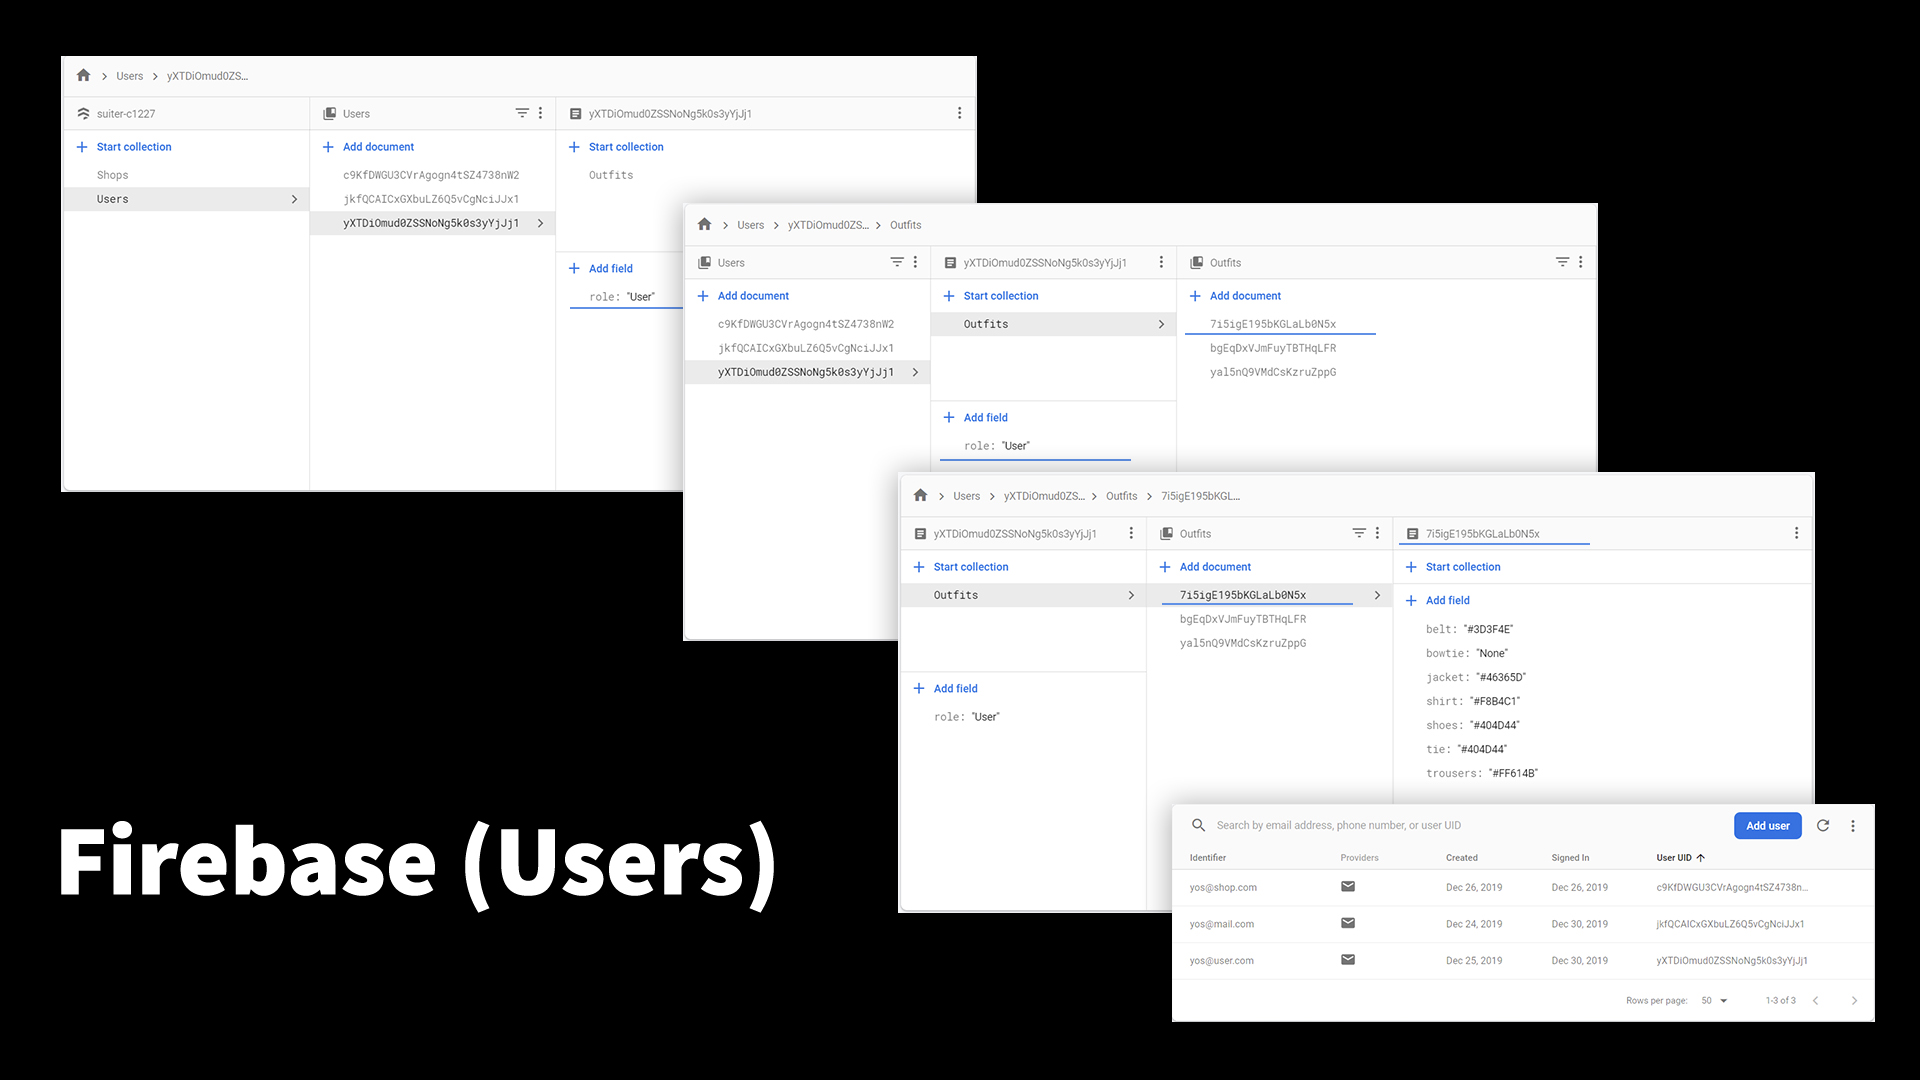 Users yXTDiOmud0ZS...
suiter-c1227
Start collection
Shops
Users
Users
Add document
c9KfDWGU3CVrAgogn4tSZ4738nW2
jkfQCAICxGXbuLZ6Q5vCgNciJJx1
yXTDiOmud0ZSSNoNg5k0s3yYjJj1
yXTDiOmud0ZSSNoNg5k0s3yYjJj1
Start collection
Outfits
Add field
role: "User"
Users yXTDiOmud0ZS... Outfits
Users
Add document
c9KfDWGU3CVrAgogn4tSZ4738nW2
jkfQCAICxGXbuLZ6Q5vCgNciJJx1
yXTDiOmud0ZSSNoNg5k0s3yYjJj1
yXTDiOmud0ZSSNoNg5k0s3yYjJj1
Start collection
Outfits
Add field
role: "User"
Outfits
Add document
7i5igE195bKGLaLb0N5x
bgEqDxVJmFuyTBTHqLFR
yal5nQ9VMdCsKzruZppG
Users yXTDiOmud0ZS... Outfits 7i5igE195bKGL...
yXTDiOmud0ZSSNoNg5k0s3yYjJj1
Start collection
Outfits
Add field
role: "User"
Outfits
Add document
7i5igE195bKGLaLb0N5x
bgEqDxVJmFuyTBTHqLFR
yal5nQ9VMdCsKzruZppG
7i5igE195bKGLaLb0N5x
Start collection
Add field
belt: "#3D3F4E"
bowtie: "None"
jacket: "#46365D"
shirt: "#F8B4C1"
shoes: "#404D44"
tie: "#404D44"
trousers: "#FF614B"
Search by email address, phone number, or user UID Add user
Identifier Providers Created Signed In User UID
yos@shop.com Dec 26, 2019 Dec 26, 2019 c9KfDWGU3CVrAgogn4tSZ4738n...
yos@mail.com Dec 24, 2019 Dec 30, 2019 jkfQCAICxGXbuLZ6Q5vCgNciJJx1
yos@user.com Dec 25, 2019 Dec 30, 2019 yXTDiOmud0ZSSNoNg5k0s3yYjJj1
Rows per page: 50 1-3 of 3
Firebase (Users)